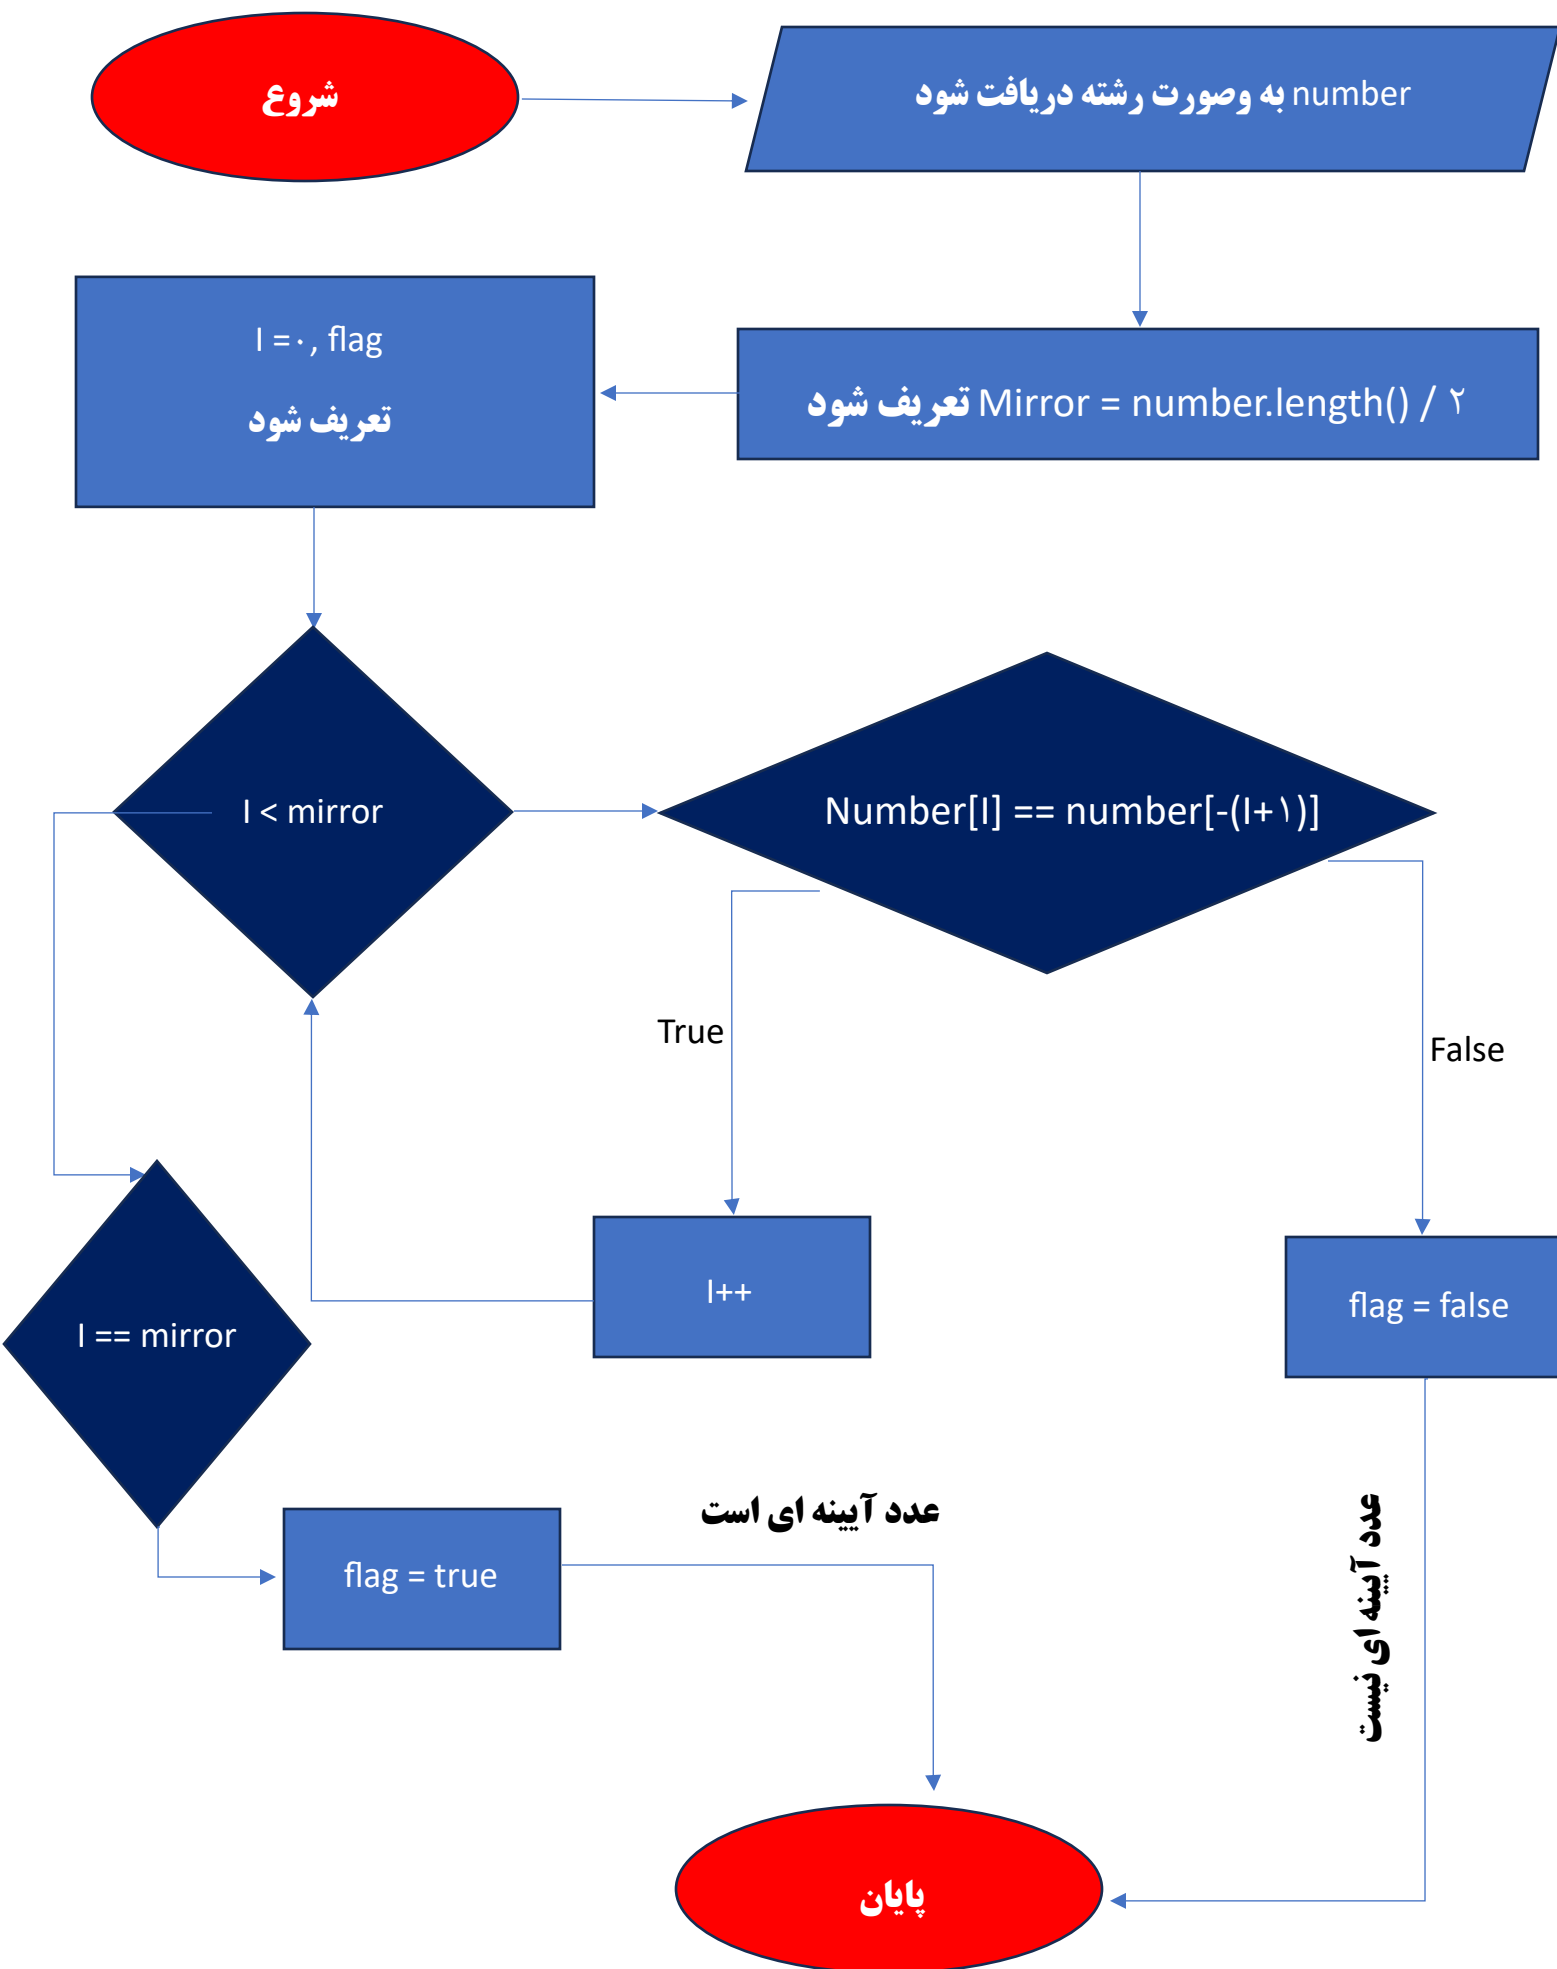 شروع
number به وصورت رشته دریافت شود
I =۰, flag
تعریف شود
Mirror = number.length() / ۲ تعریف شود
I < mirror
Number[I] == number[-(I+۱)]
True
False
I++
flag = false
I == mirror
عدد آیینه ای است
flag = true
عدد آیینه ای نیست
پایان